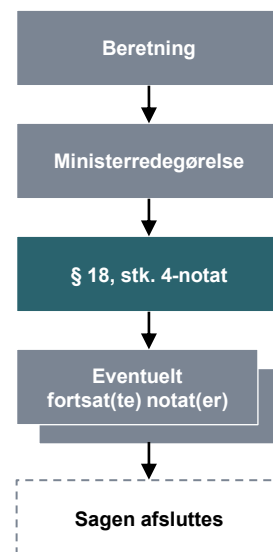 Beretning
Ministerredegørelse
§ 18, stk. 4-notat
Eventuelt
fortsat(te) notat(er)
Sagen afsluttes